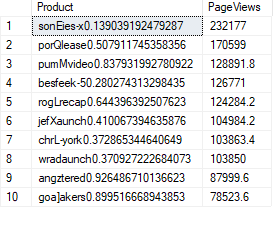 Product PageViews
1 sonEies-x0.139039192479287 232177
2 porQlease0.507911745358356 170599
3 pumMvideo0.837931992780922 128891.8
4 besfeek-50.280274313298435 126771
5 rogLrecap0.644396392507623 124284.2
6 jefXaunch0.410067394635876 104984.2
7 chrL-york0.372865344640649 103863.4
8 wradaunch0.370927222684073 103850
9 angztered0.926486710136623 87999.6
10 goa]akers0.899516668943853 78523.6